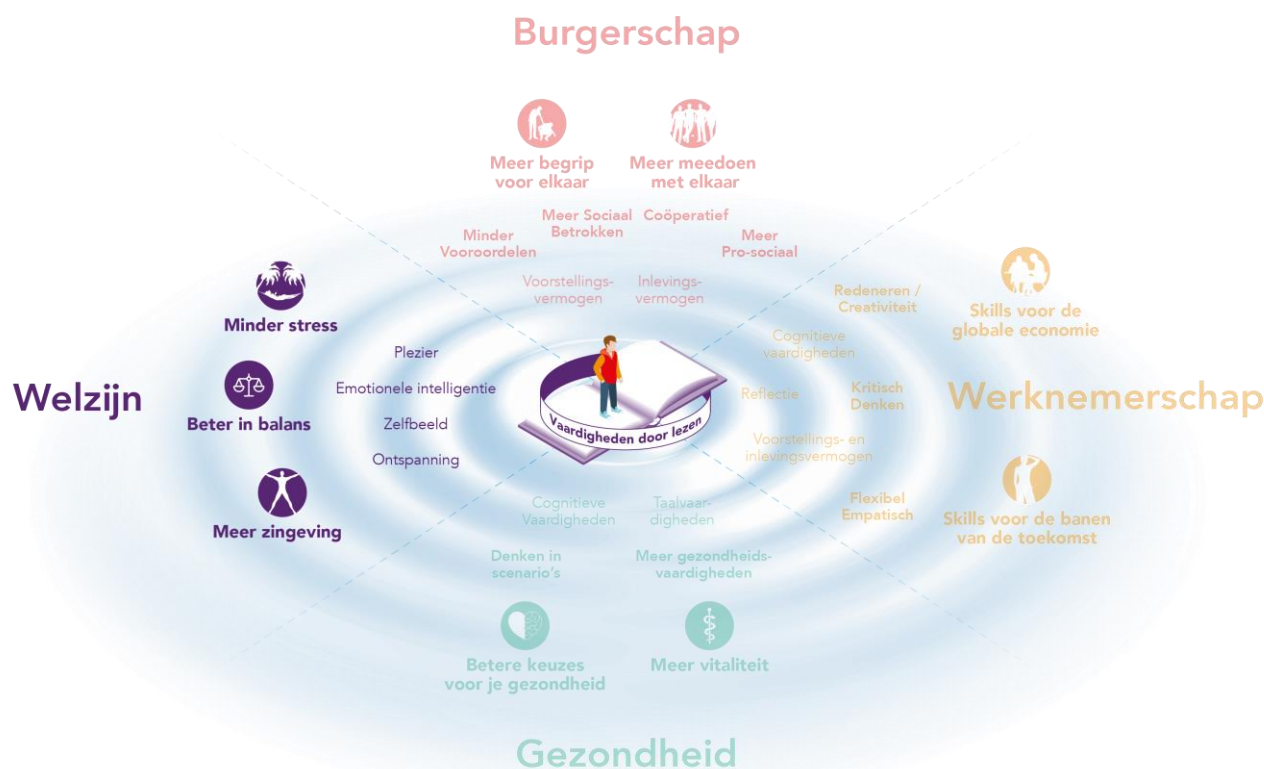 Burgerschap
Meer begrip
voor elkaar
Meer meedoen
met elkaar
Meer Sociaal
Betrokken
Coöperatief
Minder
Vooroordelen
Meer
Pro-sociaal
Voorstellings-
vermogen
Inlevings-
vermogen
Welzijn
Minder stress
Beter in balans
Meer zingeving
Plezier
Emotionele intelligentie
Zelfbeeld
Ontspanning
Vaardigheden door lezen
Redeneren /
Creativiteit
Cognitieve
vaardigheden
Reflectie
Kritisch
Denken
Voorstellings- en
inlevingsvermogen
Flexibel
Empatisch
Skills voor de
globale economie
Werknemerschap
Skills voor de banen
van de toekomst
Cognitieve
Vaardigheden
Taalvaar-
digheden
Denken in
scenario's
Meer gezondheids-
vaardigheden
Betere keuzes
voor je gezondheid
Meer vitaliteit
Gezondheid